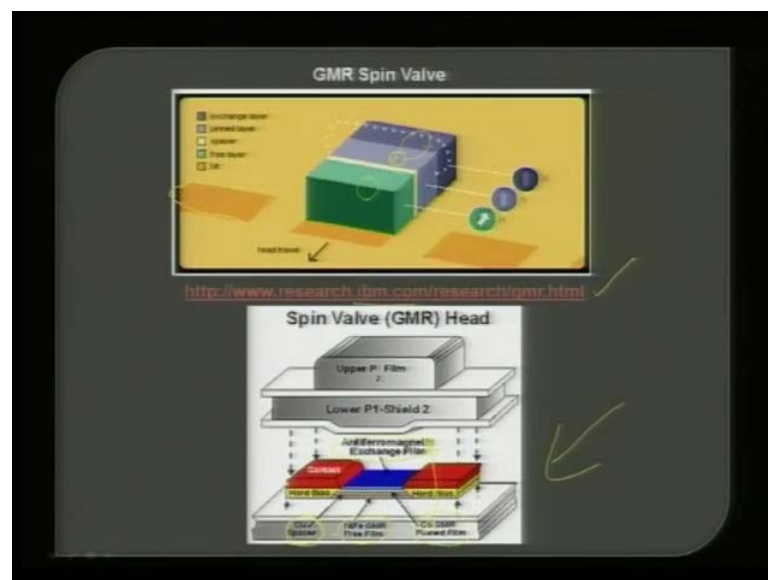 GMR Spin Valve
exchange layer
pinned layer
spacer
free layer
bit
head travel
http://www.research.ibm.com/research/gmr.html
Spin Valve (GMR) Head
Upper P Film
2
Lower P1-Shield 2
Antiferromagnetic
Exchange Film
Contact
Hard Bias
Hard Bias
Spacer
NiFe GMR
Free Film
Co GMR
Pinned Film